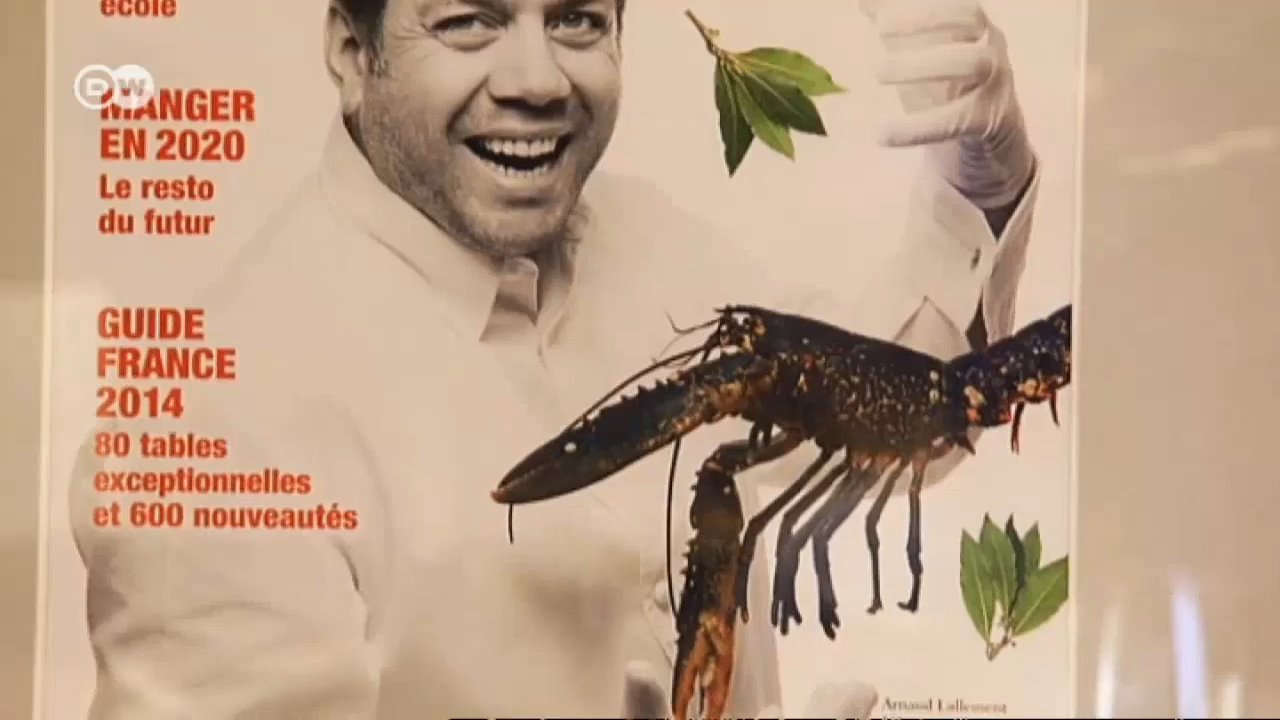 école
DW
MANGER
EN 2020
Le resto
du futur
GUIDE
FRANCE
2014
80 tables
exceptionnelles
et 600 nouveautés
Arnaud Lallement